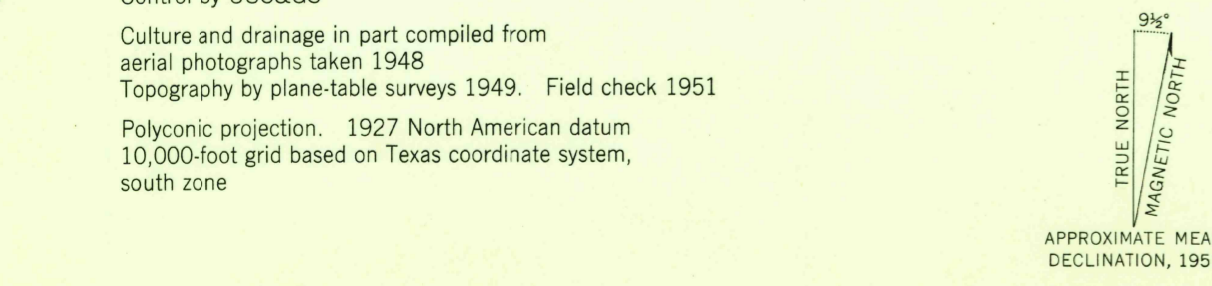 Culture and drainage in part compiled from
aerial photographs taken 1948
Topography by plane-table surveys 1949. Field check 1951
Polyconic projection. 1927 North American datum
10,000-foot grid based on Texas coordinate system,
south zone
9½°
TRUE NORTH
MAGNETIC NORTH
APPROXIMATE MEA
DECLINATION, 195